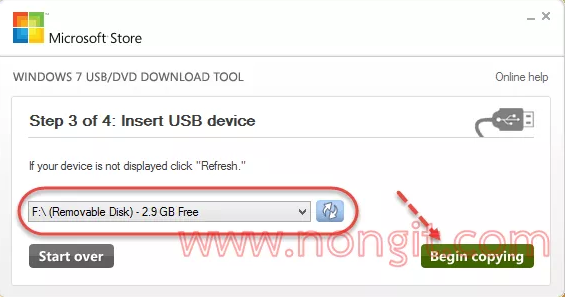 Microsoft Store
WINDOWS 7 USB/DVD DOWNLOAD TOOL
Online help
Step 3 of 4: Insert USB device
If your device is not displayed click "Refresh."
F:\ (Removable Disk) - 2.9 GB Free
www.nongit.com
Start over
Begin copying